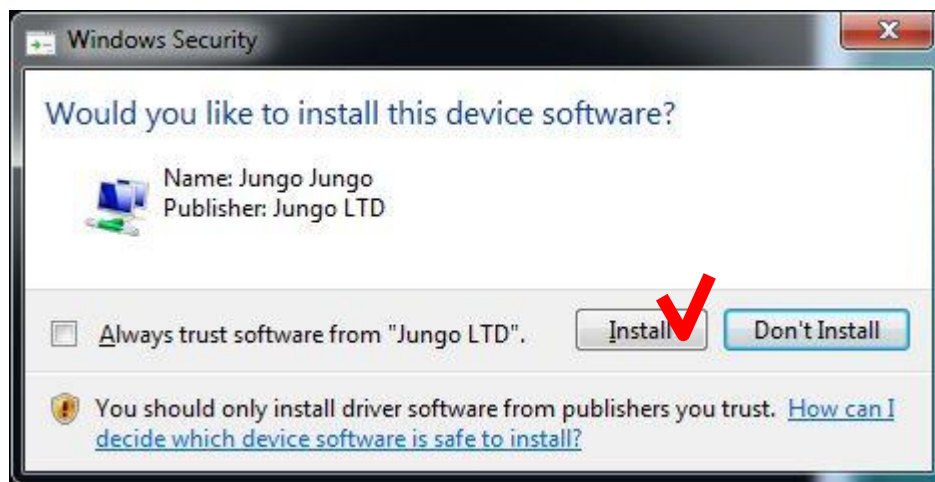 Windows Security
Would you like to install this device software?
Name: Jungo Jungo
Publisher: Jungo LTD
Always trust software from "Jungo LTD".
Install
Don't Install
You should only install driver software from publishers you trust. How can I
decide which device software is safe to install?